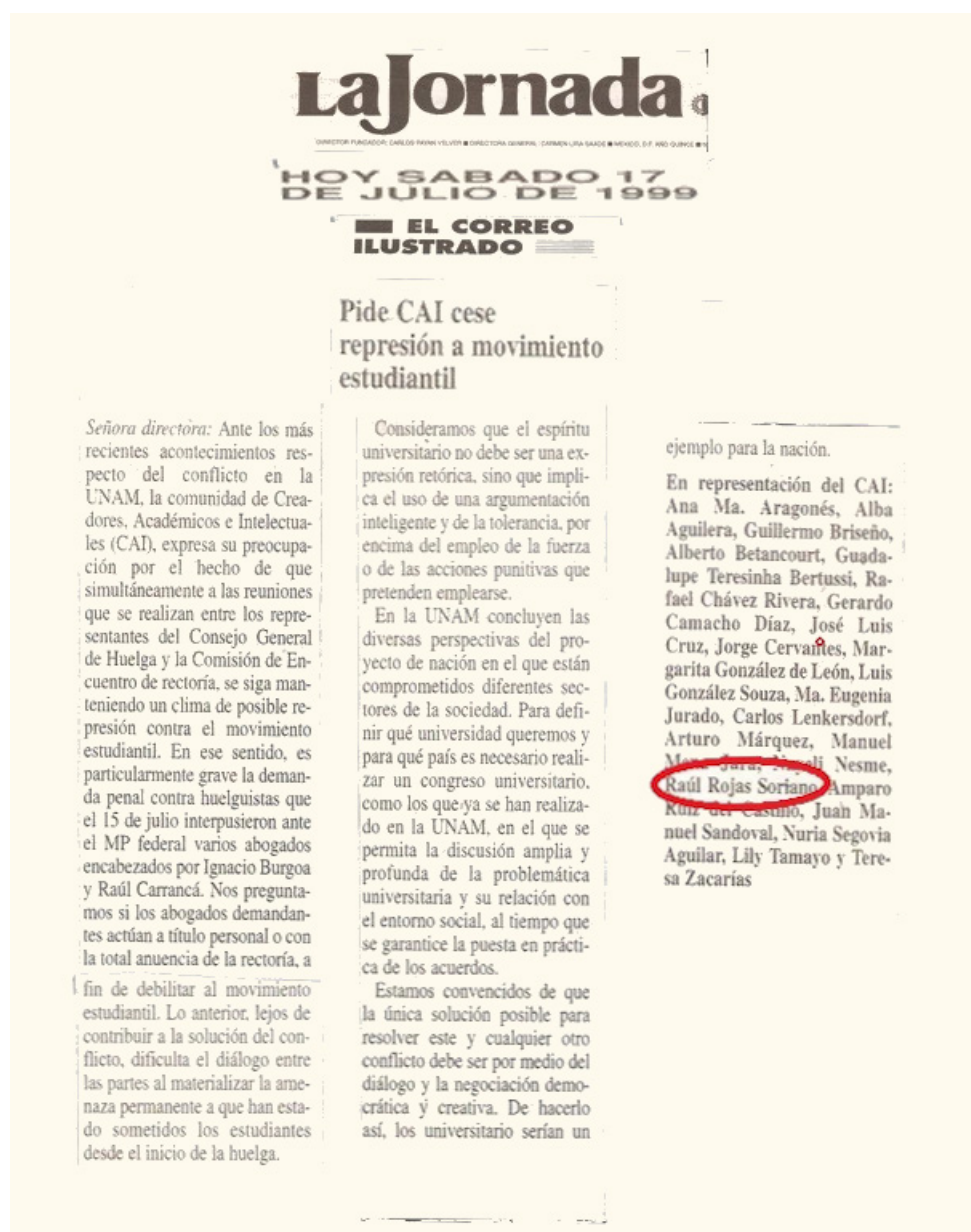 LaJornada
DIRECTOR FUNDADOR: CARLOS PAYAN VELVER ■ DIRECTORA GENERAL: CARMEN LIRA SAADE ■ MEXICO, D.F. AÑO QUINCE ■
HOY SABADO 17
DE JULIO DE 1999
EL CORREO
ILUSTRADO
Pide CAI cese
represión a movimiento
estudiantil
Señora directora: Ante los más
recientes acontecimientos res-
pecto del conflicto en la
UNAM, la comunidad de Crea-
dores, Académicos e Intelectua-
les (CAI), expresa su preocupa-
ción por el hecho de que
simultáneamente a las reuniones
que se realizan entre los repre-
sentantes del Consejo General
de Huelga y la Comisión de En-
cuentro de rectoría, se siga man-
teniendo un clima de posible re-
presión contra el movimiento
estudiantil. En ese sentido, es
particularmente grave la deman-
da penal contra huelguistas que
el 15 de julio interpusieron ante
el MP federal varios abogados
encabezados por Ignacio Burgoa
y Raúl Carrancá. Nos pregunta-
mos si los abogados demandan-
tes actúan a título personal o con
la total anuencia de la rectoría, a
fin de debilitar al movimiento
estudiantil. Lo anterior, lejos de
contribuir a la solución del con-
flicto, dificulta el diálogo entre
las partes al materializar la ame-
naza permanente a que han esta-
do sometidos los estudiantes
desde el inicio de la huelga.
Consideramos que el espíritu
universitario no debe ser una ex-
presión retórica, sino que impli-
ca el uso de una argumentación
inteligente y de la tolerancia, por
encima del empleo de la fuerza
o de las acciones punitivas que
pretenden emplearse.
En la UNAM concluyen las
diversas perspectivas del pro-
yecto de nación en el que están
comprometidos diferentes sec-
tores de la sociedad. Para defi-
nir qué universidad queremos y
para qué país es necesario reali-
zar un congreso universitario,
como los que ya se han realiza-
do en la UNAM, en el que se
permita la discusión amplia y
profunda de la problemática
universitaria y su relación con
el entorno social, al tiempo que
se garantice la puesta en prácti-
ca de los acuerdos.
Estamos convencidos de que
la única solución posible para
resolver este y cualquier otro
conflicto debe ser por medio del
diálogo y la negociación demo-
crática y creativa. De hacerlo
así, los universitario serían un
ejemplo para la nación.
En representación del CAI:
Ana Ma. Aragonés, Alba
Aguilera, Guillermo Briseño,
Alberto Betancourt, Guada-
lupe Teresinha Bertussi, Ra-
fael Chávez Rivera, Gerardo
Camacho Díaz, José Luis
Cruz, Jorge Cervantes, Mar-
garita González de León, Luis
González Souza, Ma. Eugenia
Jurado, Carlos Lenkersdorf,
Arturo Márquez, Manuel
Nesme,
Raúl Rojas Soriano, Amparo
Ruiz del Castillo, Juan Ma-
nuel Sandoval, Nuria Segovia
Aguilar, Lily Tamayo y Tere-
sa Zacarías